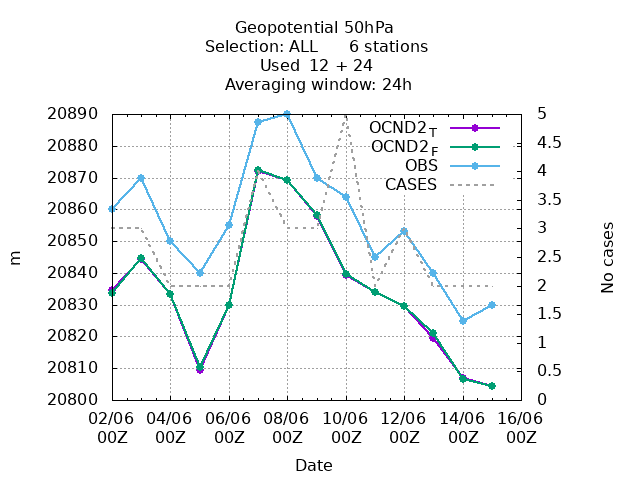 Geopotential 50hPa
Selection: ALL      6 stations
Used  12 + 24
Averaging window: 24h
OCND2T
OCND2F
OBS
CASES
20890
20880
20870
20860
20850
20840
20830
20820
20810
20800
m
5
4.5
4
3.5
3
2.5
2
1.5
1
0.5
0
No cases
02/06 04/06 06/06 08/06 10/06 12/06 14/06 16/06
00Z 00Z 00Z 00Z 00Z 00Z 00Z 00Z
Date